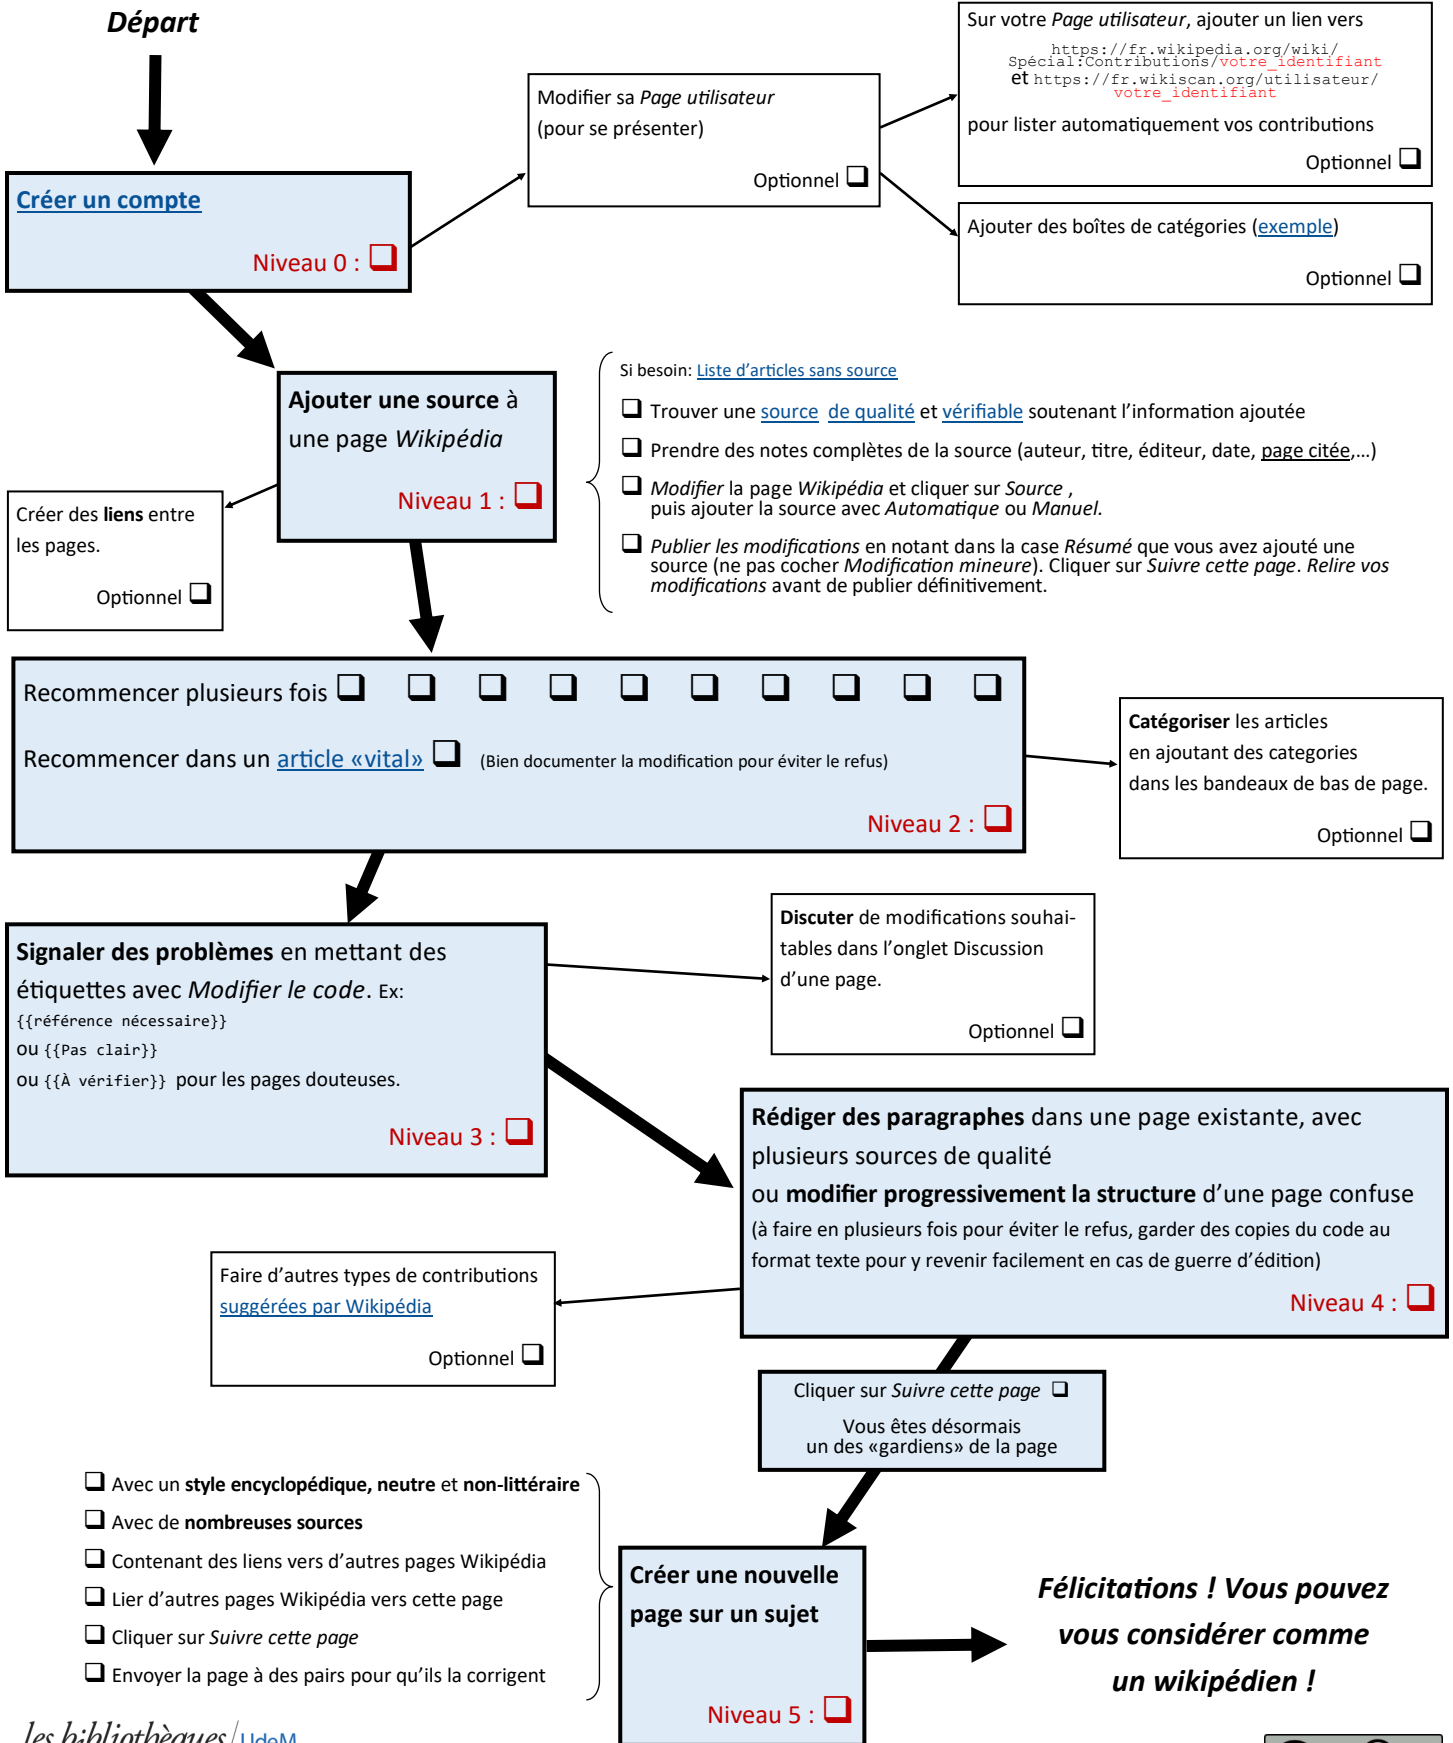 Départ
Sur votre Page utilisateur, ajouter un lien vers
https://fr.wikipedia.org/wiki/
Spécial:Contributions/votre_identifiant
et https://fr.wikiscan.org/utilisateur/
votre_identifiant
pour lister automatiquement vos contributions
Optionnel ❑
Modifier sa Page utilisateur
(pour se présenter)
Optionnel ❑
Créer un compte
Niveau 0 : ❑
Ajouter des boîtes de catégories (exemple)
Optionnel ❑
Ajouter une source à
une page Wikipédia
Niveau 1 : ❑
Si besoin: Liste d’articles sans source
❑ Trouver une source de qualité et vérifiable soutenant l’information ajoutée
❑ Prendre des notes complètes de la source (auteur, titre, éditeur, date, page citée,...)
❑ Modifier la page Wikipédia et cliquer sur Source ,
puis ajouter la source avec Automatique ou Manuel.
❑ Publier les modifications en notant dans la case Résumé que vous avez ajouté une
source (ne pas cocher Modification mineure). Cliquer sur Suivre cette page. Relire vos
modifications avant de publier définitivement.
Créer des liens entre
les pages.
Optionnel ❑
Recommencer plusieurs fois ❑ ❑ ❑ ❑ ❑ ❑ ❑ ❑ ❑ ❑
Recommencer dans un article «vital» ❑ (Bien documenter la modification pour éviter le refus)
Niveau 2 : ❑
Catégoriser les articles
en ajoutant des categories
dans les bandeaux de bas de page.
Optionnel ❑
Signaler des problèmes en mettant des
étiquettes avec Modifier le code. Ex:
{{référence nécessaire}}
ou {{Pas clair}}
ou {{À vérifier}} pour les pages douteuses.
Niveau 3 : ❑
Discuter de modifications souhai-
tables dans l’onglet Discussion
d’une page.
Optionnel ❑
Rédiger des paragraphes dans une page existante, avec
plusieurs sources de qualité
ou modifier progressivement la structure d’une page confuse
(à faire en plusieurs fois pour éviter le refus, garder des copies du code au
format texte pour y revenir facilement en cas de guerre d’édition)
Niveau 4 : ❑
Faire d’autres types de contributions
suggérées par Wikipédia
Optionnel ❑
Cliquer sur Suivre cette page ❑
Vous êtes désormais
un des «gardiens» de la page
❑ Avec un style encyclopédique, neutre et non-littéraire
❑ Avec de nombreuses sources
❑ Contenant des liens vers d’autres pages Wikipédia
❑ Lier d’autres pages Wikipédia vers cette page
❑ Cliquer sur Suivre cette page
❑ Envoyer la page à des pairs pour qu’ils la corrigent
Créer une nouvelle
page sur un sujet
Niveau 5 : ❑
Félicitations ! Vous pouvez
vous considérer comme
un wikipédien !
les bibliothèques/UdeM